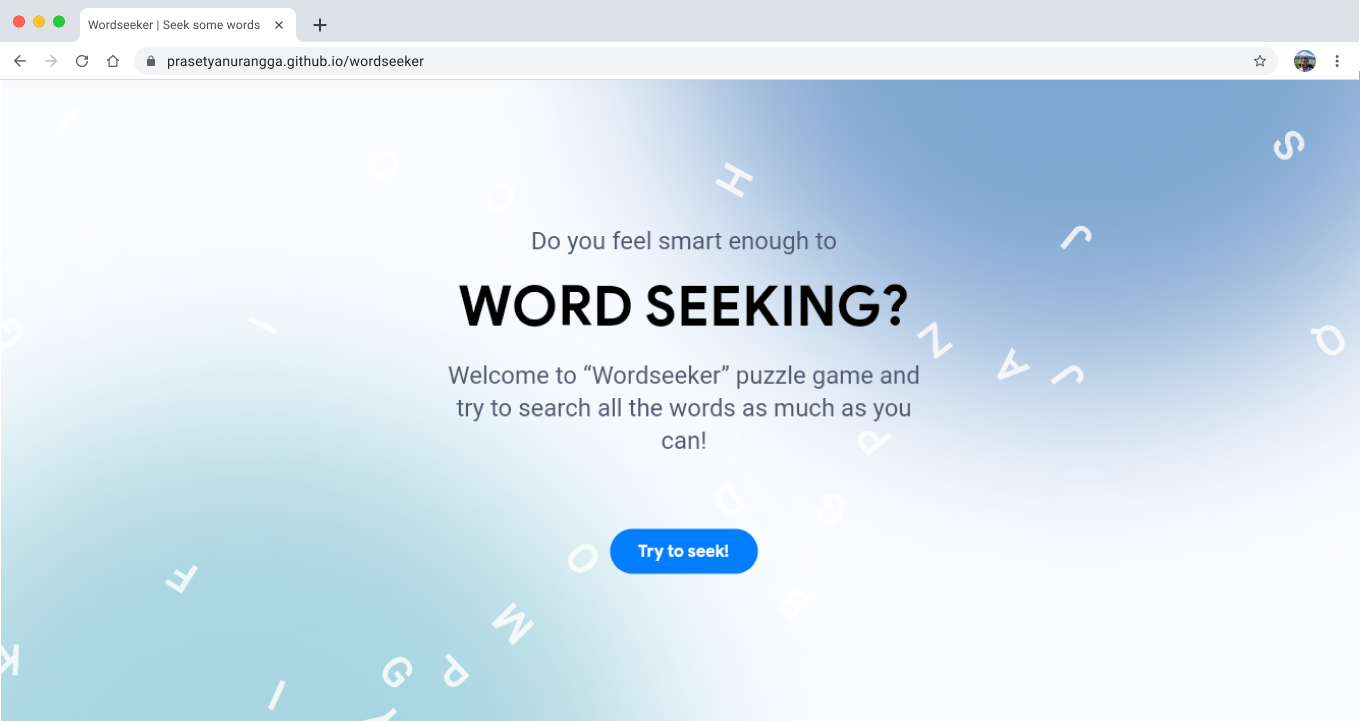 Wordseeker | Seek some words
prasetyanurangga.github.io/wordseeker
I
O
D
H
S
J
Do you feel smart enough to
WORD SEEKING?
G
I
Z
A
J
Q
Welcome to “Wordseeker” puzzle game and
try to search all the words as much as you
can!
P
D
G
O
Try to seek!
F
B
M
K
G
P
I
Y